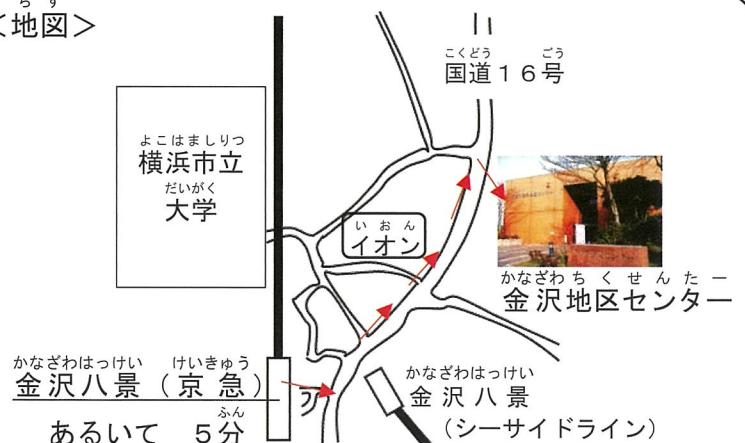 ちず
＜地図＞
こくどう　ごう
国道１６号
よこはましりつ
横浜市立
だいがく
大学
いおん
イオン
かなざわちくせんたー
金沢地区センター
かなざわはっけい　けいきゅう
金沢八景（京急）
ふん
あるいて　５分
かなざわはっけい
金沢八景
（シーサイドライン）